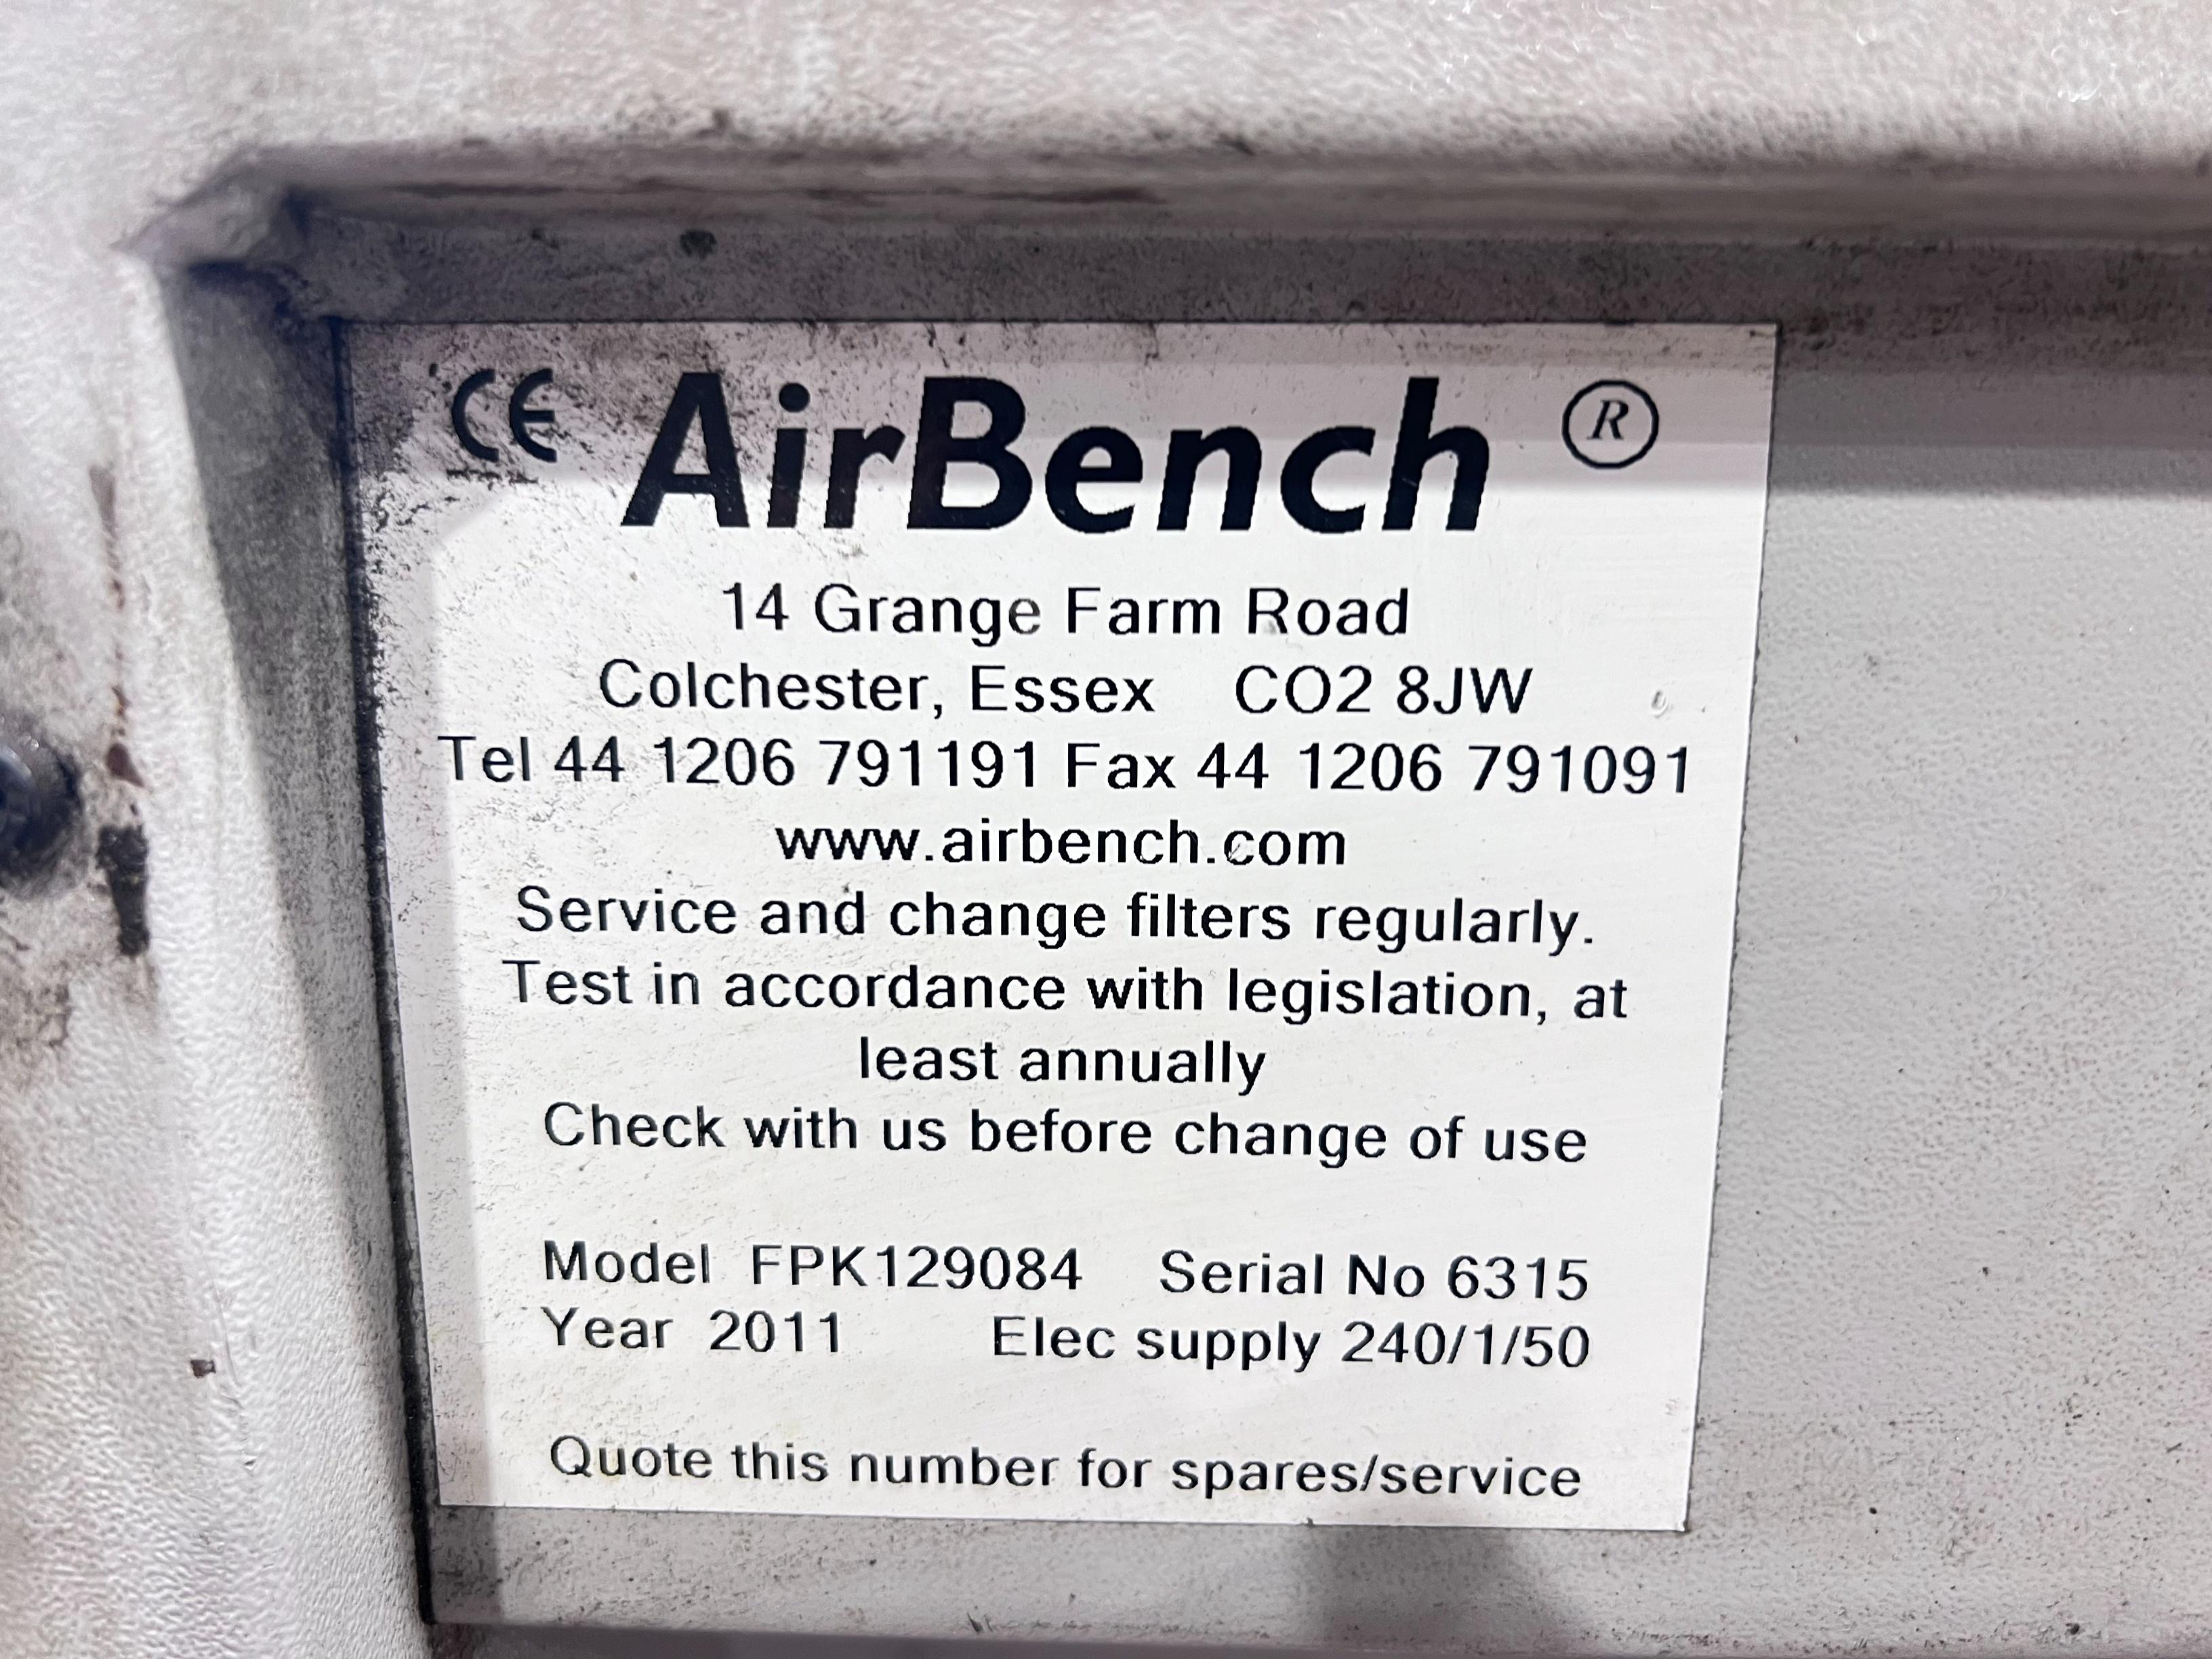 CE AirBench ®
14 Grange Farm Road
Colchester, Essex CO2 8JW
Tel 44 1206 791191 Fax 44 1206 791091
www.airbench.com
Service and change filters regularly.
Test in accordance with legislation, at
least annually
Check with us before change of use
Model FPK129084 Serial No 6315
Year 2011 Elec supply 240/1/50
Quote this number for spares/service